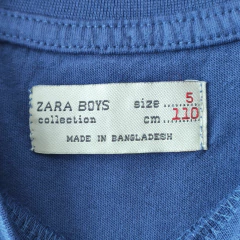 ZARA BOYS size 5
collection cm 110
MADE IN BANGLADESH